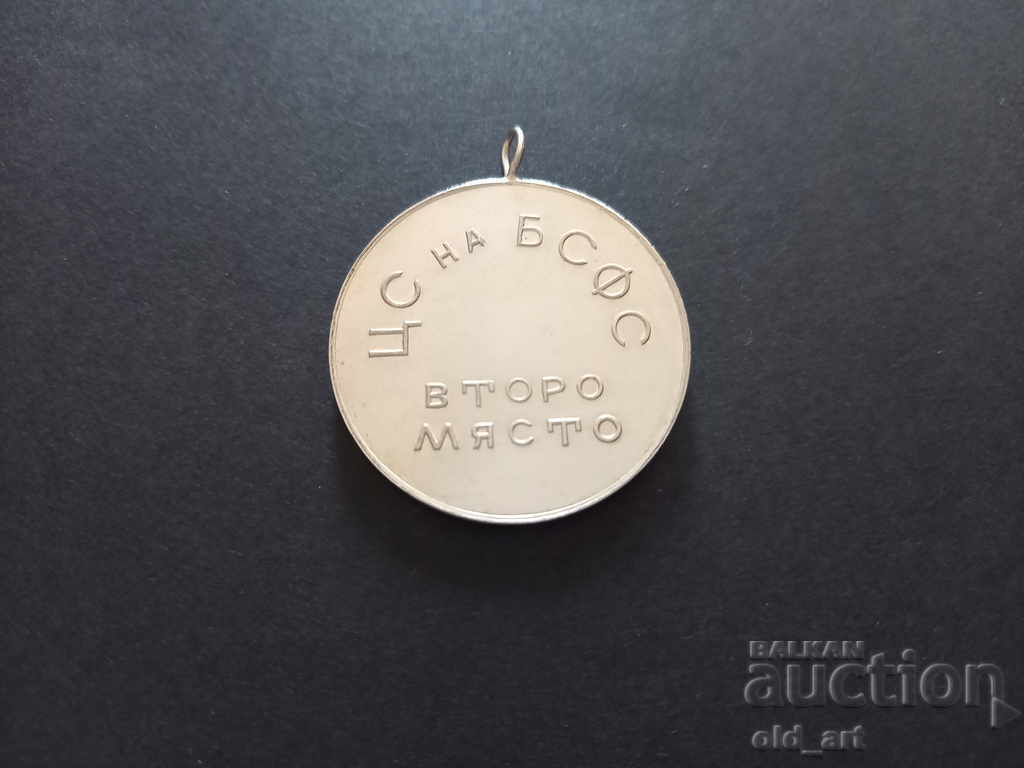 ЦС НА БСФС
ВТОРО
МЯСТО
BALKAN
auction
old_art